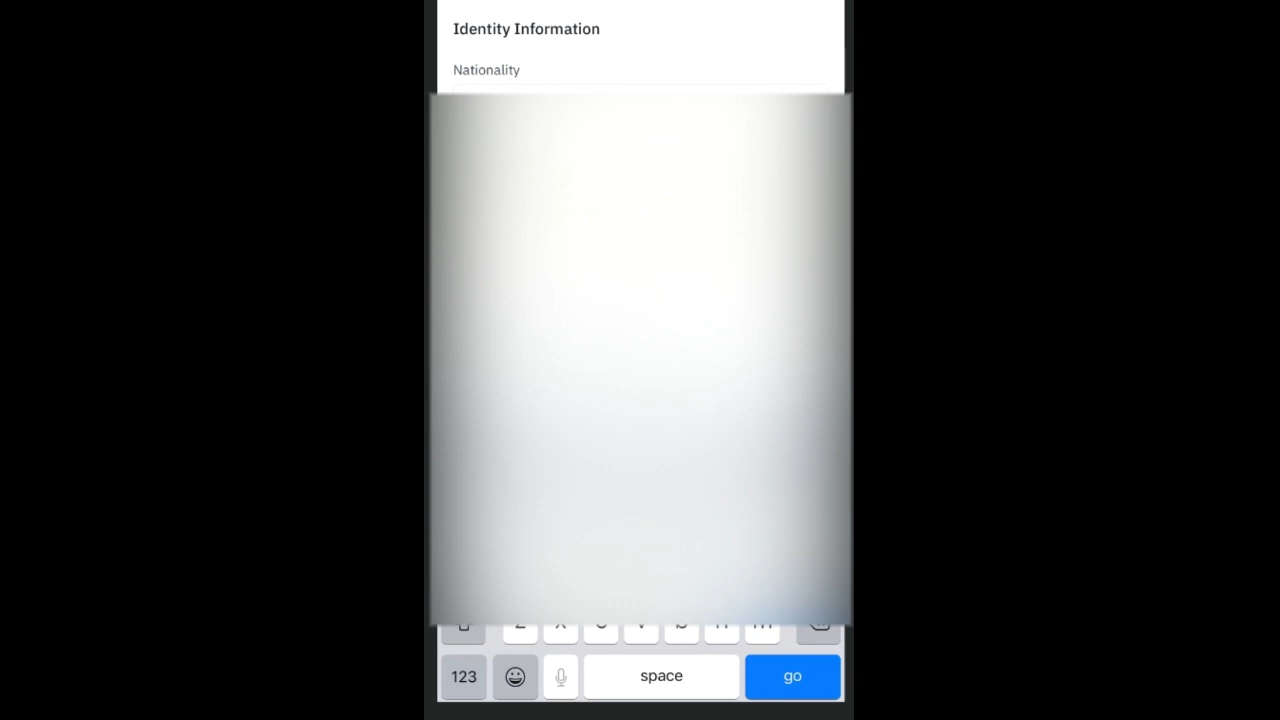 Identity Information
Nationality
z x c v b n m
123 space go